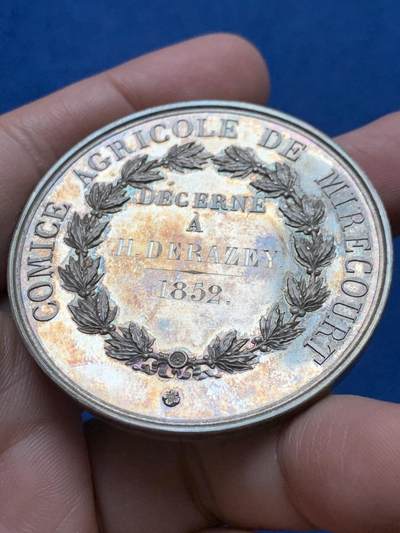 COMICE AGRICOLE DE MIRECOURT
DÉCERNÉ
À
H. DERAZEY
1852.